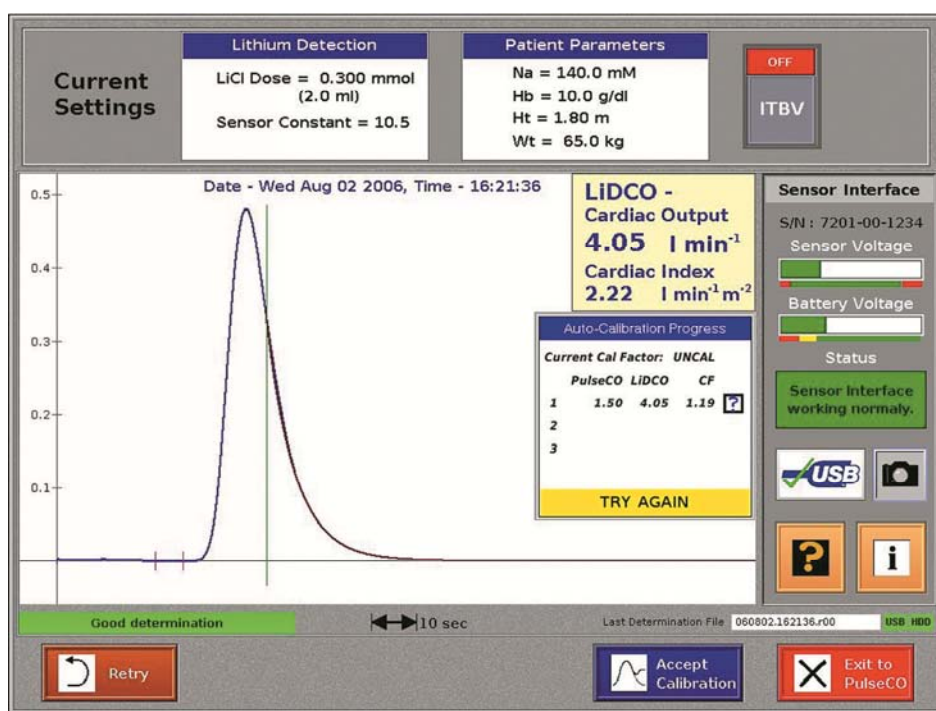 Current
Settings
Lithium Detection
LiCl Dose = 0.300 mmol
(2.0 ml)
Sensor Constant = 10.5
Patient Parameters
Na = 140.0 mM
Hb = 10.0 g/dl
Ht = 1.80 m
Wt = 65.0 kg
OFF
ITBV
Date - Wed Aug 02 2006, Time - 16:21:36
0.5
0.4
0.3
0.2
0.1
LiDCO -
Cardiac Output
4.05 l min⁻¹
Cardiac Index
2.22 l min⁻¹ m⁻²
Auto-Calibration Progress
Current Cal Factor: UNCAL
PulseCO LiDCO CF
1 1.50 4.05 1.19 ?
2
3
TRY AGAIN
Sensor Interface
S/N : 7201-00-1234
Sensor Voltage
Battery Voltage
Status
Sensor Interface
working normaly.
USB
?
i
Good determination
10 sec
Last Determination File 060802.162136.r00 USB HDD
Retry
Accept
Calibration
Exit to
PulseCO